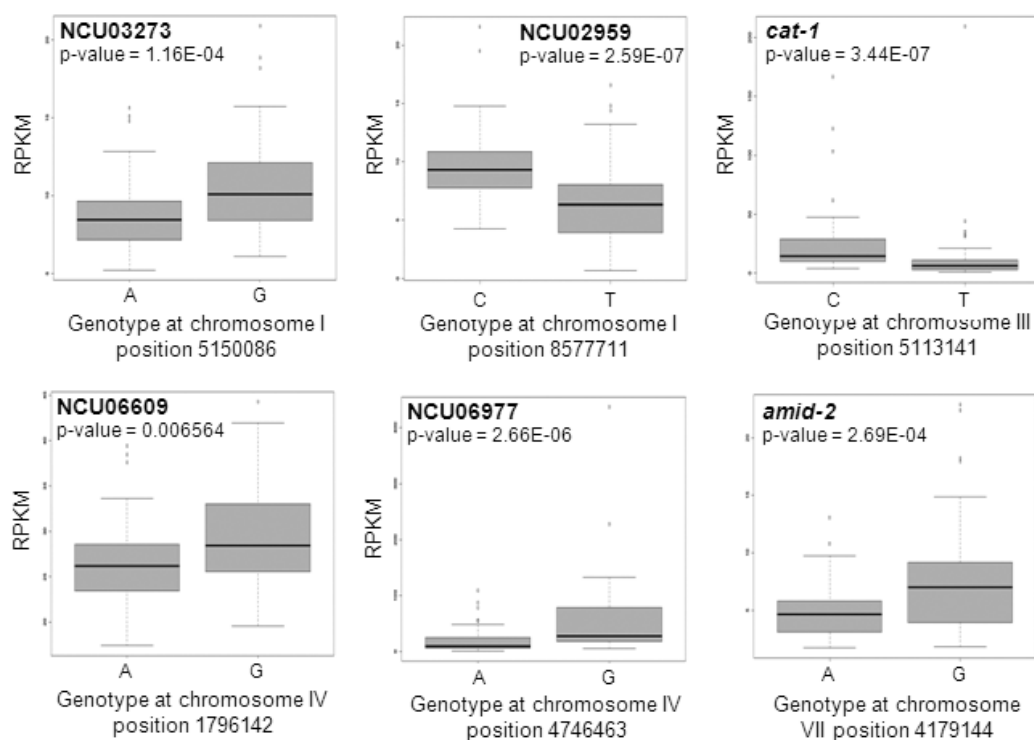 NCU03273
p-value = 1.16E-04
RPKM
A G
Genotype at chromosome I
position 5150086
NCU02959
p-value = 2.59E-07
C T
Genotype at chromosome I
position 8577711
cat-1
p-value = 3.44E-07
C T
Genotype at chromosome III
position 5113141
NCU06609
p-value = 0.006564
RPKM
A G
Genotype at chromosome IV
position 1796142
NCU06977
p-value = 2.66E-06
RPKM
A G
Genotype at chromosome IV
position 4746463
amid-2
p-value = 2.69E-04
A G
Genotype at chromosome
VII position 4179144